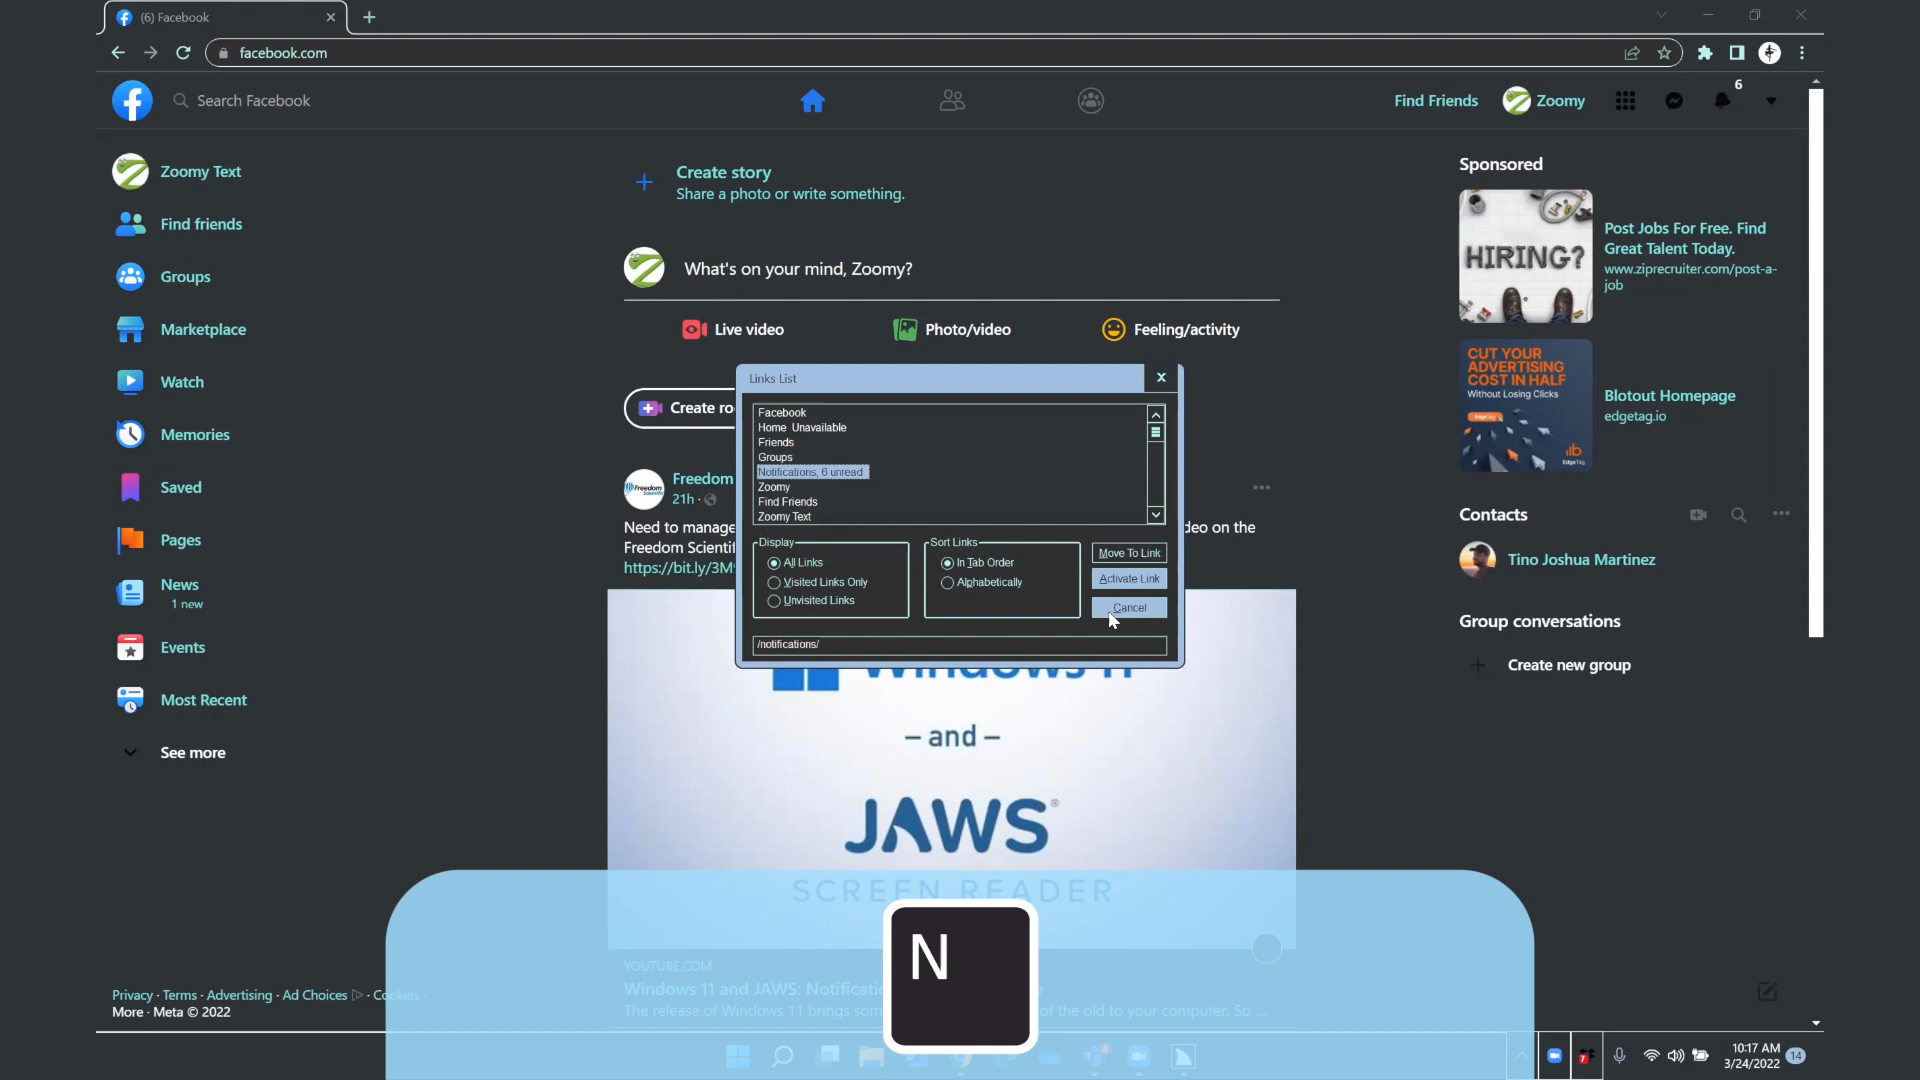 (6) Facebook
facebook.com
Search Facebook
Find Friends
Zoomy
6
Zoomy Text
Find friends
Groups
Marketplace
Watch
Memories
Saved
Pages
News
1 new
Events
Most Recent
See more
Privacy · Terms · Advertising · Ad Choices · Cookies ·
More · Meta © 2022
Create story
Share a photo or write something.
What's on your mind, Zoomy?
Live video
Photo/video
Feeling/activity
Create ro
Freedom
21h ·
Need to manage
deo on the
Freedom Scientif
https://bit.ly/3M
Links List
Facebook
Home Unavailable
Friends
Groups
Notifications, 6 unread
Zoomy
Find Friends
Zoomy Text
Display
All Links
Visited Links Only
Unvisited Links
Sort Links
In Tab Order
Alphabetically
Move To Link
Activate Link
Cancel
/notifications/
– and –
JAWS®
SCREEN READER
YOUTUBE.COM
Windows 11 and JAWS: Notificatio
The release of Windows 11 brings som
of the old to your computer. So ...
N
Sponsored
HIRING?
Post Jobs For Free. Find
Great Talent Today.
www.ziprecruiter.com/post-a-
job
CUT YOUR
ADVERTISING
COST IN HALF
Without Losing Clicks
EdgeTag
Blotout Homepage
edgetag.io
Contacts
Tino Joshua Martinez
Group conversations
Create new group
10:17 AM
3/24/2022
14